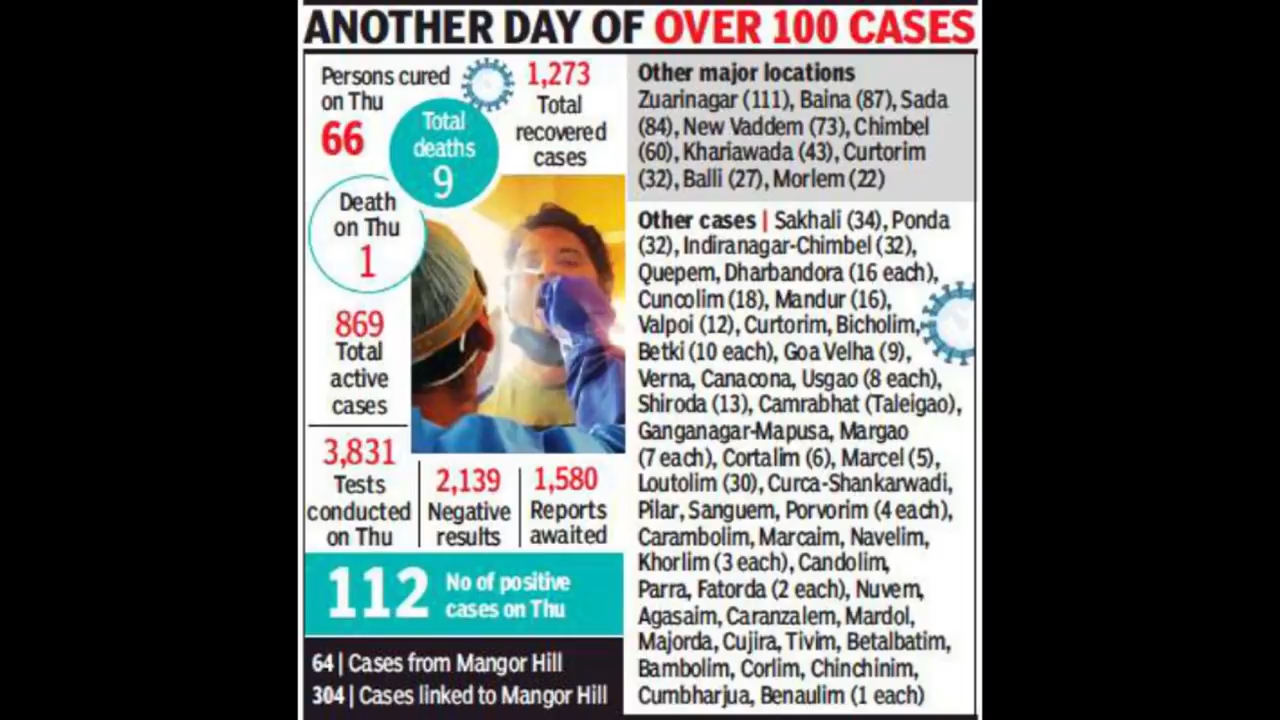 ANOTHER DAY OF OVER 100 CASES
Persons cured
on Thu
66
Total
deaths
9
1,273
Total
recovered
cases
Death
on Thu
1
869
Total
active
cases
3,831
Tests
conducted
on Thu
2,139
Negative
results
1,580
Reports
awaited
112
No of positive
cases on Thu
64 | Cases from Mangor Hill
304 | Cases linked to Mangor Hill
Other major locations
Zuarinagar (111), Baina (87), Sada
(84), New Vaddem (73), Chimbel
(60), Khariawada (43), Curtorim
(32), Balli (27), Morlem (22)
Other cases | Sakhali (34), Ponda
(32), Indiranagar-Chimbel (32),
Quepem, Dharbandora (16 each),
Cuncolim (18), Mandur (16),
Valpoi (12), Curtorim, Bicholim,
Betki (10 each), Goa Velha (9),
Verna, Canacona, Usgao (8 each),
Shiroda (13), Camrabhat (Taleigao),
Ganganagar-Mapusa, Margao
(7 each), Cortalim (6), Marcel (5),
Loutolim (30), Curca-Shankarwadi,
Pilar, Sanguem, Porvorim (4 each),
Carambolim, Marcaim, Navelim,
Khorlim (3 each), Candolim,
Parra, Fatorda (2 each), Nuvem,
Agasaim, Caranzalem, Mardol,
Majorda, Cujira, Tivim, Betalbatim,
Bambolim, Corlim, Chinchinim,
Cumbharjua, Benaulim (1 each)